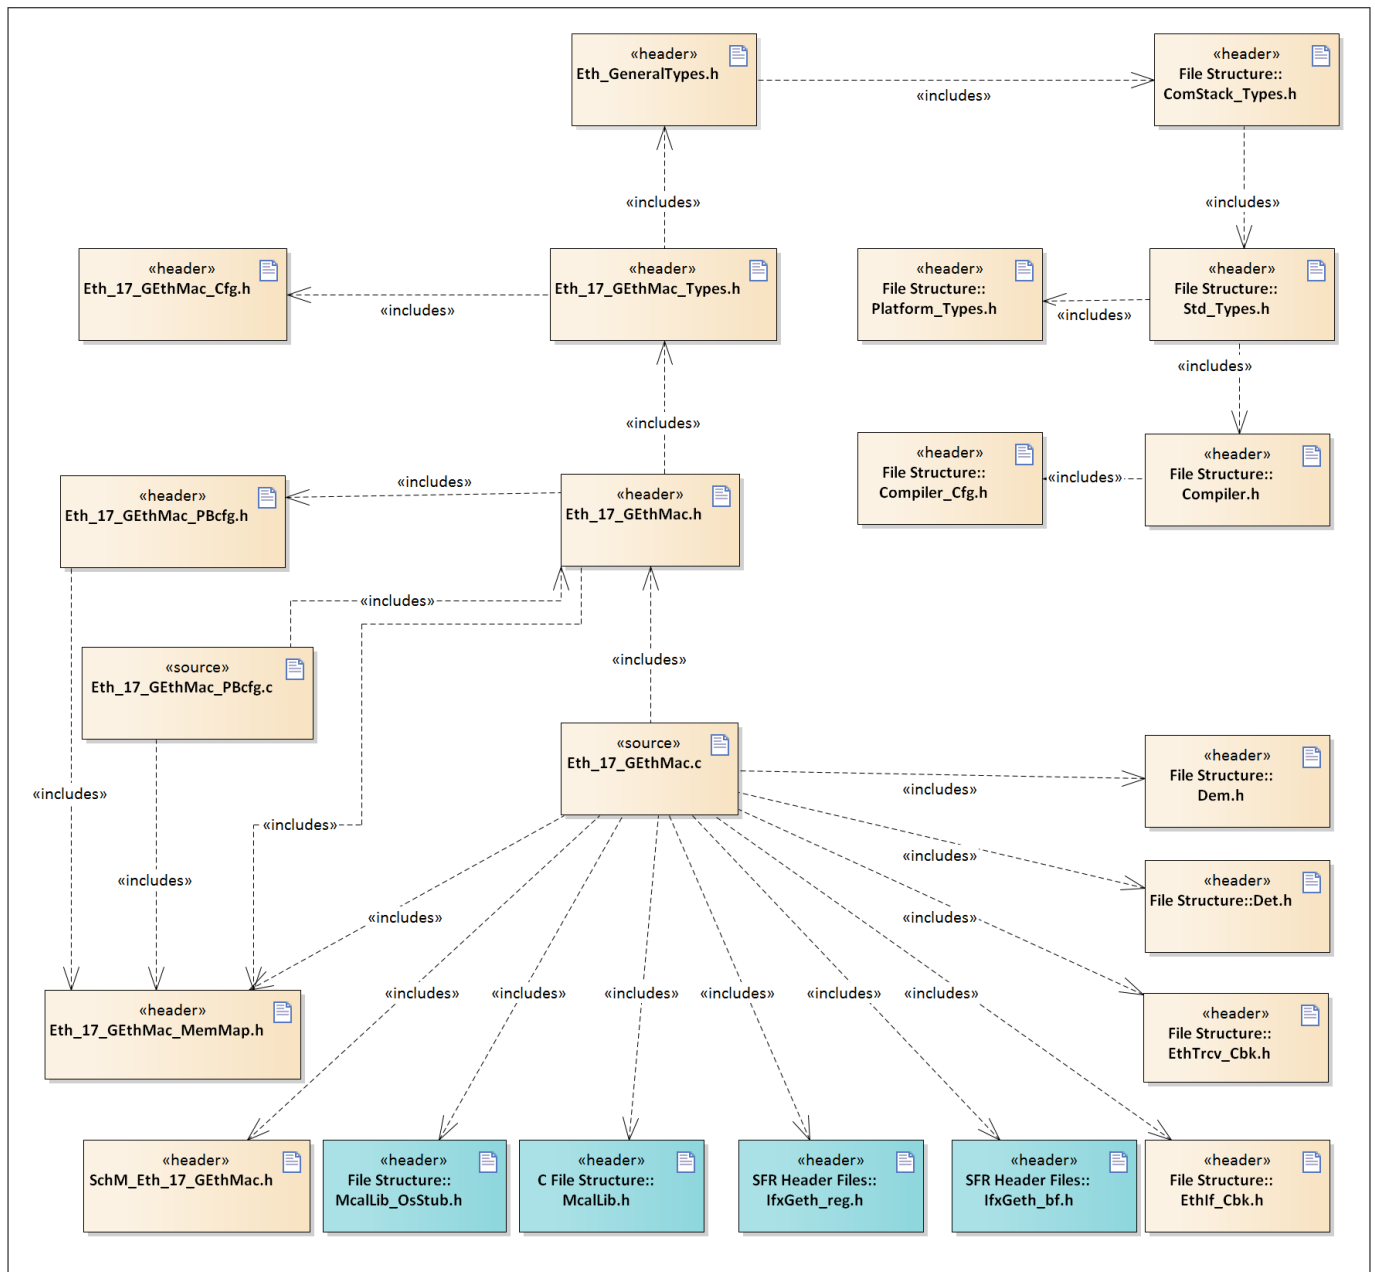 «header»
Eth_GeneralTypes.h
«header»
File Structure::
ComStack_Types.h
«includes»
«includes»
«includes»
«header»
Eth_17_GEthMac_Cfg.h
«header»
Eth_17_GEthMac_Types.h
«header»
File Structure::
Platform_Types.h
«header»
File Structure::
Std_Types.h
«includes»
«includes»
«includes»
«includes»
«header»
File Structure::
Compiler_Cfg.h
«header»
File Structure::
Compiler.h
«includes»
«includes»
«header»
Eth_17_GEthMac_PBcfg.h
«header»
Eth_17_GEthMac.h
«includes»
«source»
Eth_17_GEthMac_PBcfg.c
«includes»
«source»
Eth_17_GEthMac.c
«header»
File Structure::
Dem.h
«includes»
«includes»
«includes»
«includes»
«header»
File Structure::Det.h
«includes»
«includes»
«includes»
«includes»
«includes»
«includes»
«includes»
«includes»
«includes»
«includes»
«header»
Eth_17_GEthMac_MemMap.h
«header»
File Structure::
EthTrcv_Cbk.h
«header»
SchM_Eth_17_GEthMac.h
«header»
File Structure::
McalLib_OsStub.h
«header»
C File Structure::
McalLib.h
«header»
SFR Header Files::
IfxGeth_reg.h
«header»
SFR Header Files::
IfxGeth_bf.h
«header»
File Structure::
EthIf_Cbk.h